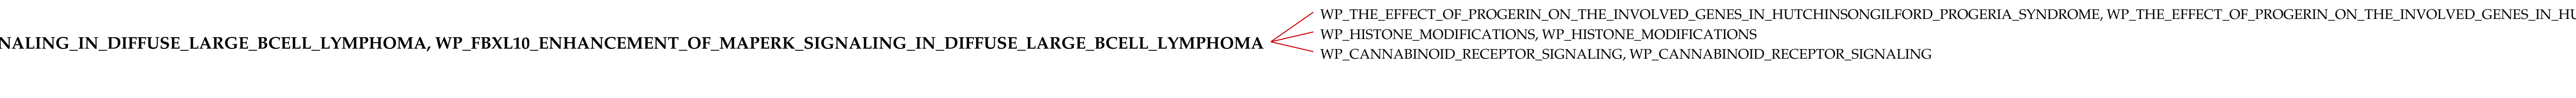 WP_THE_EFFECT_OF_PROGERIN_ON_THE_INVOLVED_GENES_IN_HUTCHINSONGILFORD_PROGERIA_SYNDROME, WP_THE_EFFECT_OF_PROGERIN_ON_THE_INVOLVED_GENES_IN_HU
WP_HISTONE_MODIFICATIONS, WP_HISTONE_MODIFICATIONS
NALING_IN_DIFFUSE_LARGE_BCELL_LYMPHOMA, WP_FBXL10_ENHANCEMENT_OF_MAPERK_SIGNALING_IN_DIFFUSE_LARGE_BCELL_LYMPHOMA
WP_CANNABINOID_RECEPTOR_SIGNALING, WP_CANNABINOID_RECEPTOR_SIGNALING